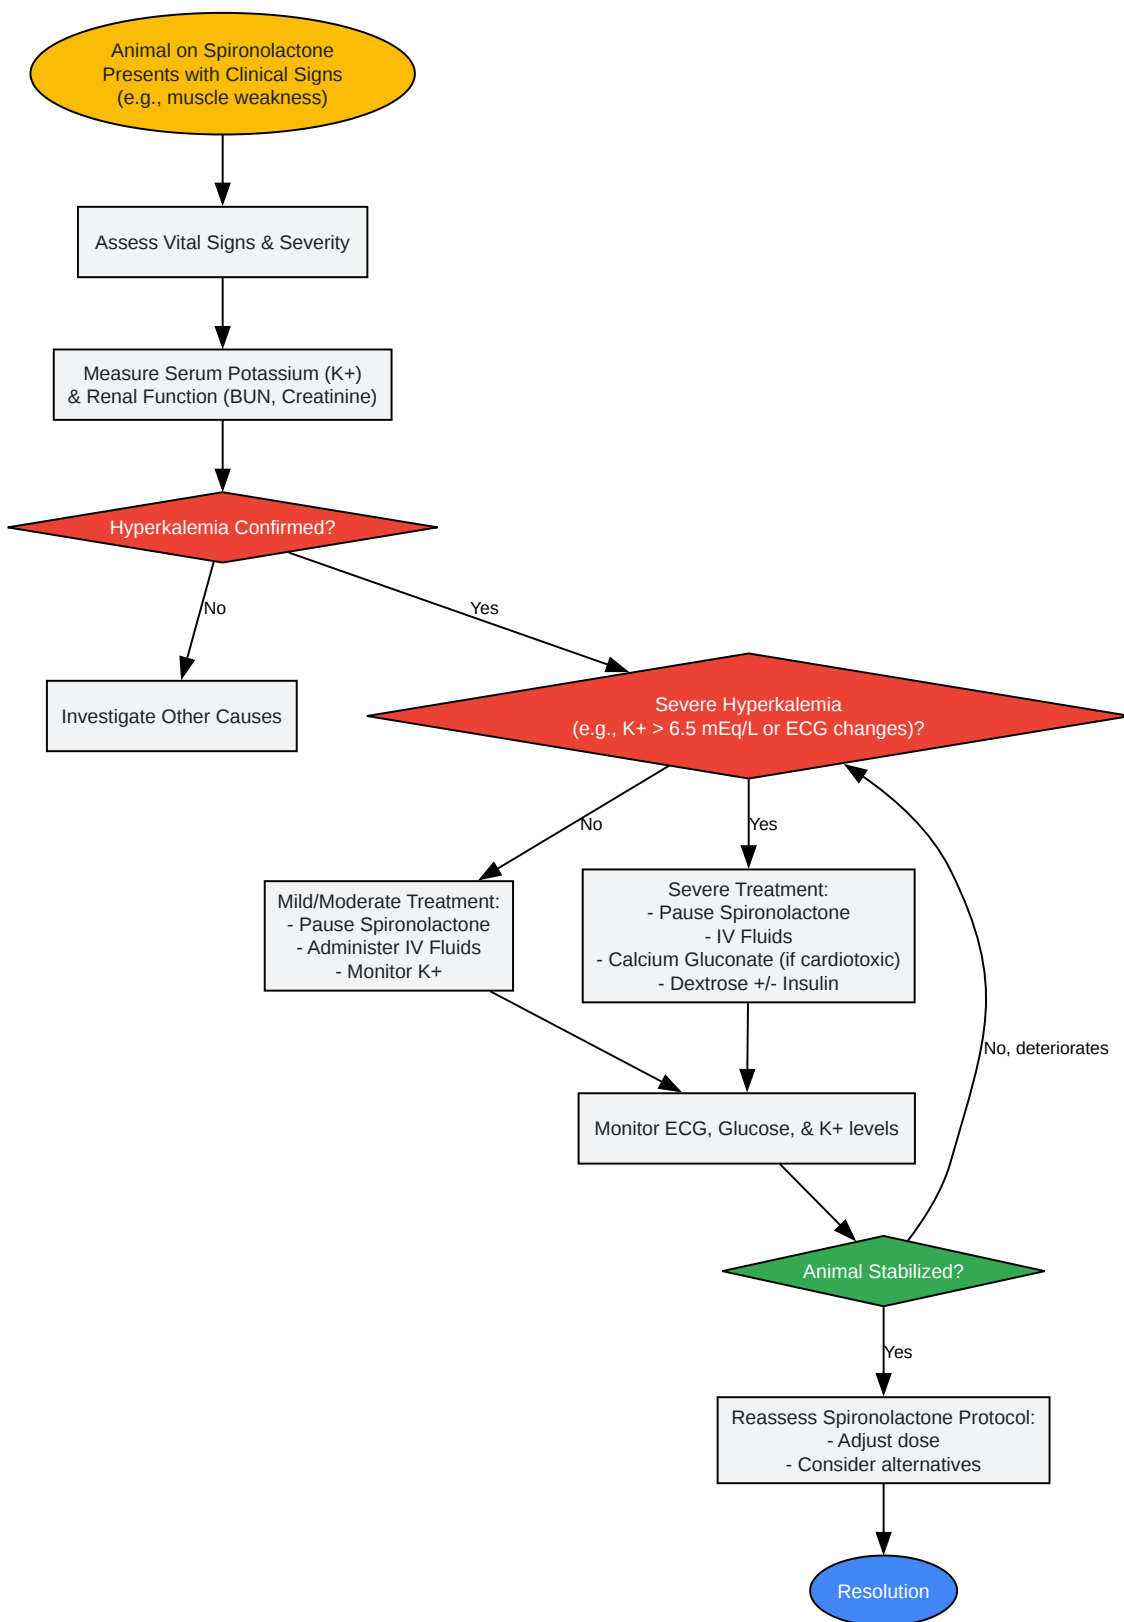 Animal on Spironolactone
Presents with Clinical Signs
(e.g., muscle weakness)
Assess Vital Signs & Severity
Measure Serum Potassium (K+)
& Renal Function (BUN, Creatinine)
Hyperkalemia Confirmed?
No
Yes
Investigate Other Causes
Severe Hyperkalemia
(e.g., K+ > 6.5 mEq/L or ECG changes)?
No
Yes
Mild/Moderate Treatment:
- Pause Spironolactone
- Administer IV Fluids
- Monitor K+
Severe Treatment:
- Pause Spironolactone
- IV Fluids
- Calcium Gluconate (if cardiotoxic)
- Dextrose +/- Insulin
No, deteriorates
Monitor ECG, Glucose, & K+ levels
Animal Stabilized?
Yes
Reassess Spironolactone Protocol:
- Adjust dose
- Consider alternatives
Resolution